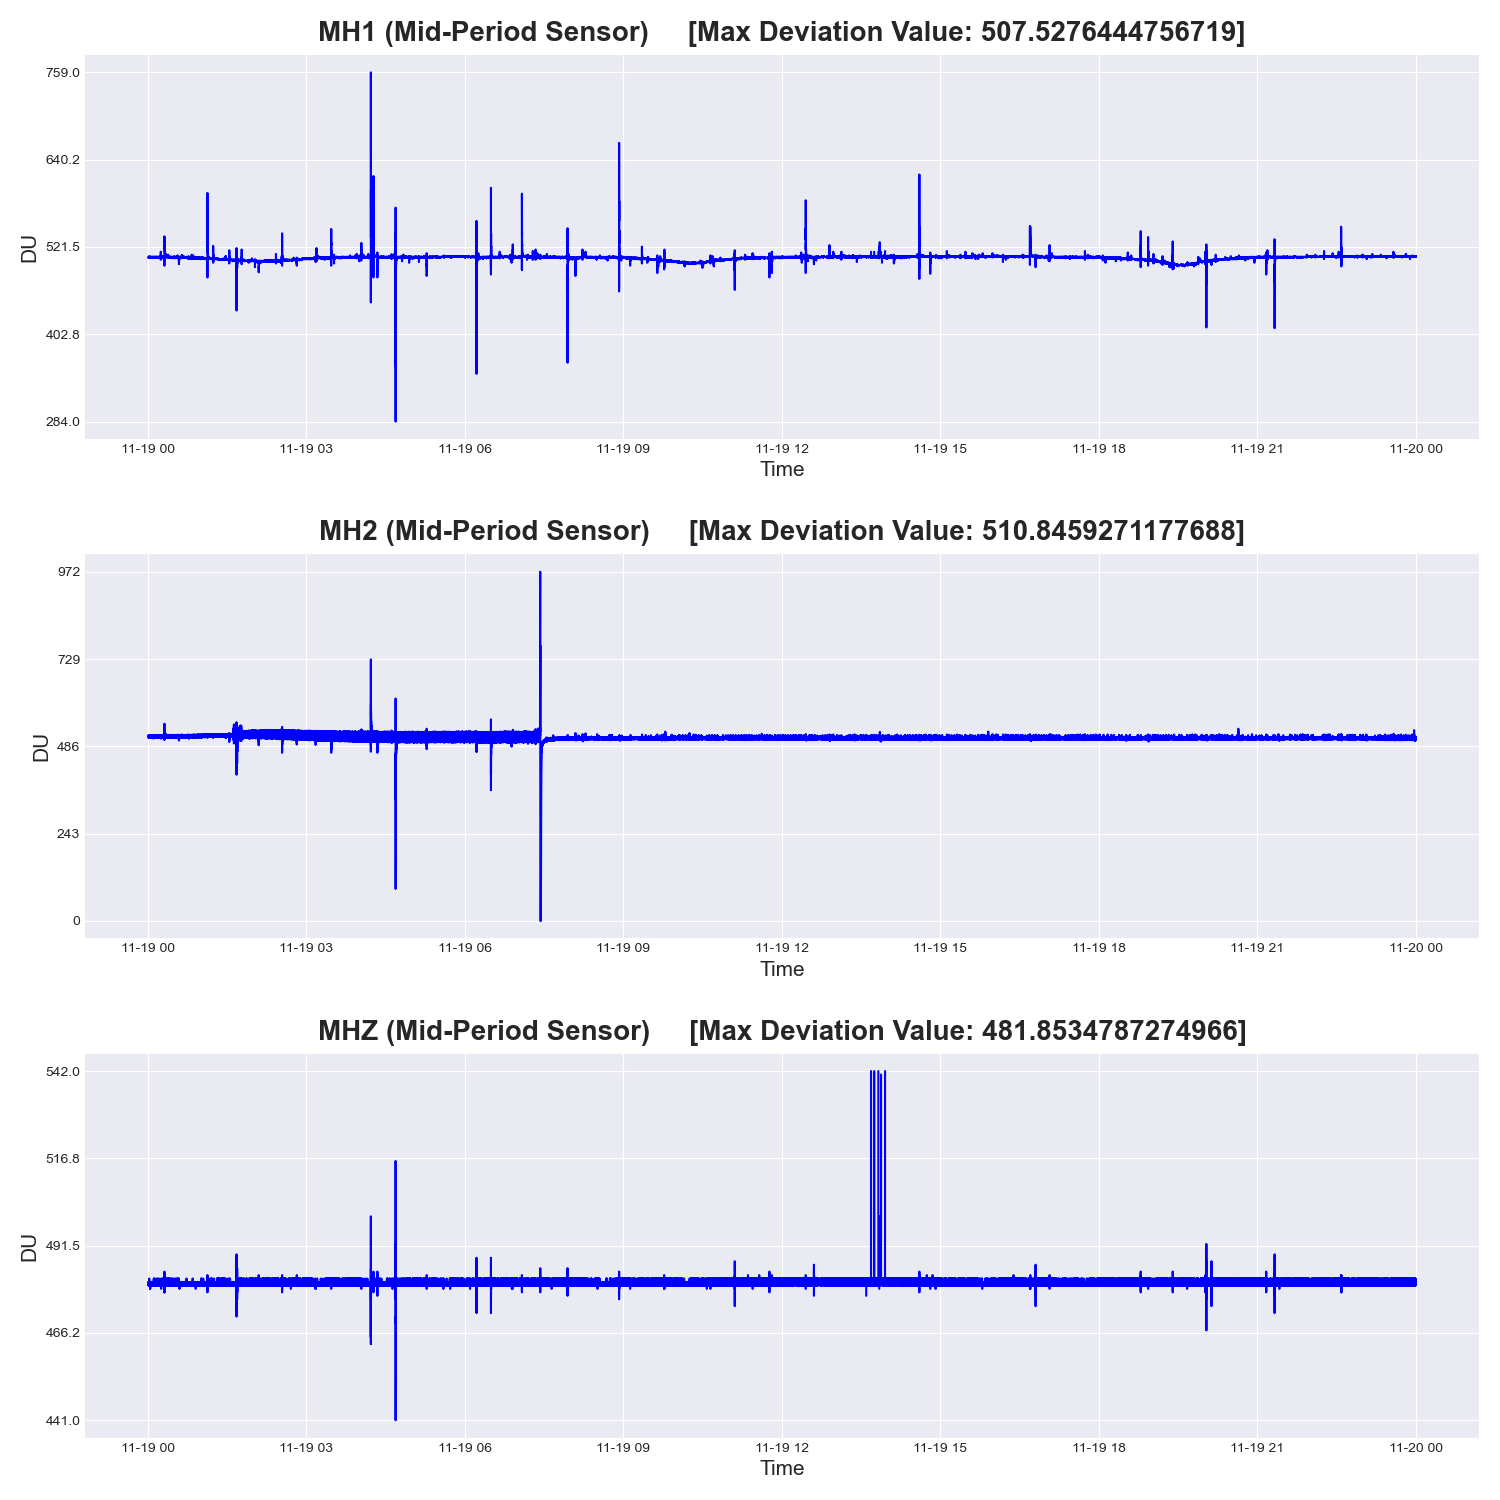 MH1 (Mid-Period Sensor) [Max Deviation Value: 507.5276444756719]
759.0
640.2
521.5
402.8
284.0
DU
11-19 00 11-19 03 11-19 06 11-19 09 11-19 12 11-19 15 11-19 18 11-19 21 11-20 00
Time
MH2 (Mid-Period Sensor) [Max Deviation Value: 510.8459271177688]
972
729
486
243
0
DU
11-19 00 11-19 03 11-19 06 11-19 09 11-19 12 11-19 15 11-19 18 11-19 21 11-20 00
Time
MHZ (Mid-Period Sensor) [Max Deviation Value: 481.8534787274966]
542.0
516.8
491.5
466.2
441.0
DU
11-19 00 11-19 03 11-19 06 11-19 09 11-19 12 11-19 15 11-19 18 11-19 21 11-20 00
Time